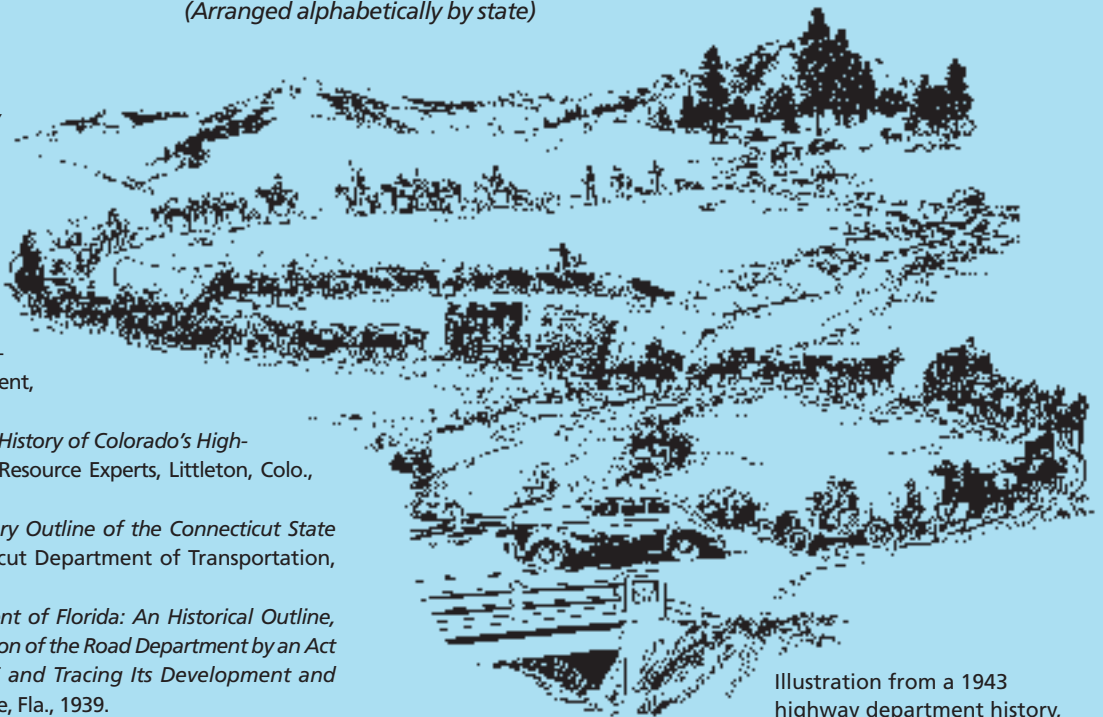 (Arranged alphabetically by state)
ent,
History of Colorado's High-
Resource Experts, Littleton, Colo.,
ry Outline of the Connecticut State
cut Department of Transportation,
ent of Florida: An Historical Outline,
on of the Road Department by an Act
and Tracing Its Development and
e, Fla., 1939.
Illustration from a 1943
highway department history.